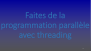 Faites de la
programmation parallèle
avec threading